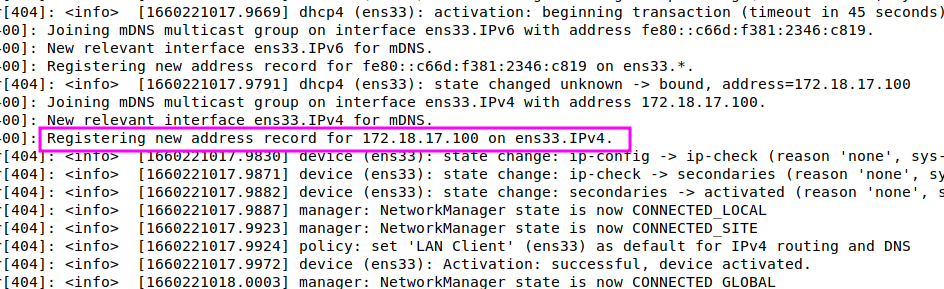 r[404]: <info>  [1660221017.9669] dhcp4 (ens33): activation: beginning transaction (timeout in 45 seconds)
00]: Joining mDNS multicast group on interface ens33.IPv6 with address fe80::c66d:f381:2346:c819.
00]: New relevant interface ens33.IPv6 for mDNS.
00]: Registering new address record for fe80::c66d:f381:2346:c819 on ens33.*.
r[404]: <info>  [1660221017.9791] dhcp4 (ens33): state changed unknown -> bound, address=172.18.17.100
00]: Joining mDNS multicast group on interface ens33.IPv4 with address 172.18.17.100.
00]: New relevant interface ens33.IPv4 for mDNS.
00]: Registering new address record for 172.18.17.100 on ens33.IPv4.
r[404]: <info>  [1660221017.9830] device (ens33): state change: ip-config -> ip-check (reason 'none', sys-
r[404]: <info>  [1660221017.9871] device (ens33): state change: ip-check -> secondaries (reason 'none', sy
r[404]: <info>  [1660221017.9882] device (ens33): state change: secondaries -> activated (reason 'none', s
r[404]: <info>  [1660221017.9887] manager: NetworkManager state is now CONNECTED_LOCAL
r[404]: <info>  [1660221017.9923] manager: NetworkManager state is now CONNECTED_SITE
r[404]: <info>  [1660221017.9924] policy: set 'LAN Client' (ens33) as default for IPv4 routing and DNS
r[404]: <info>  [1660221017.9972] device (ens33): Activation: successful, device activated.
r[404]: <info>  [1660221018.0003] manager: NetworkManager state is now CONNECTED GLOBAL